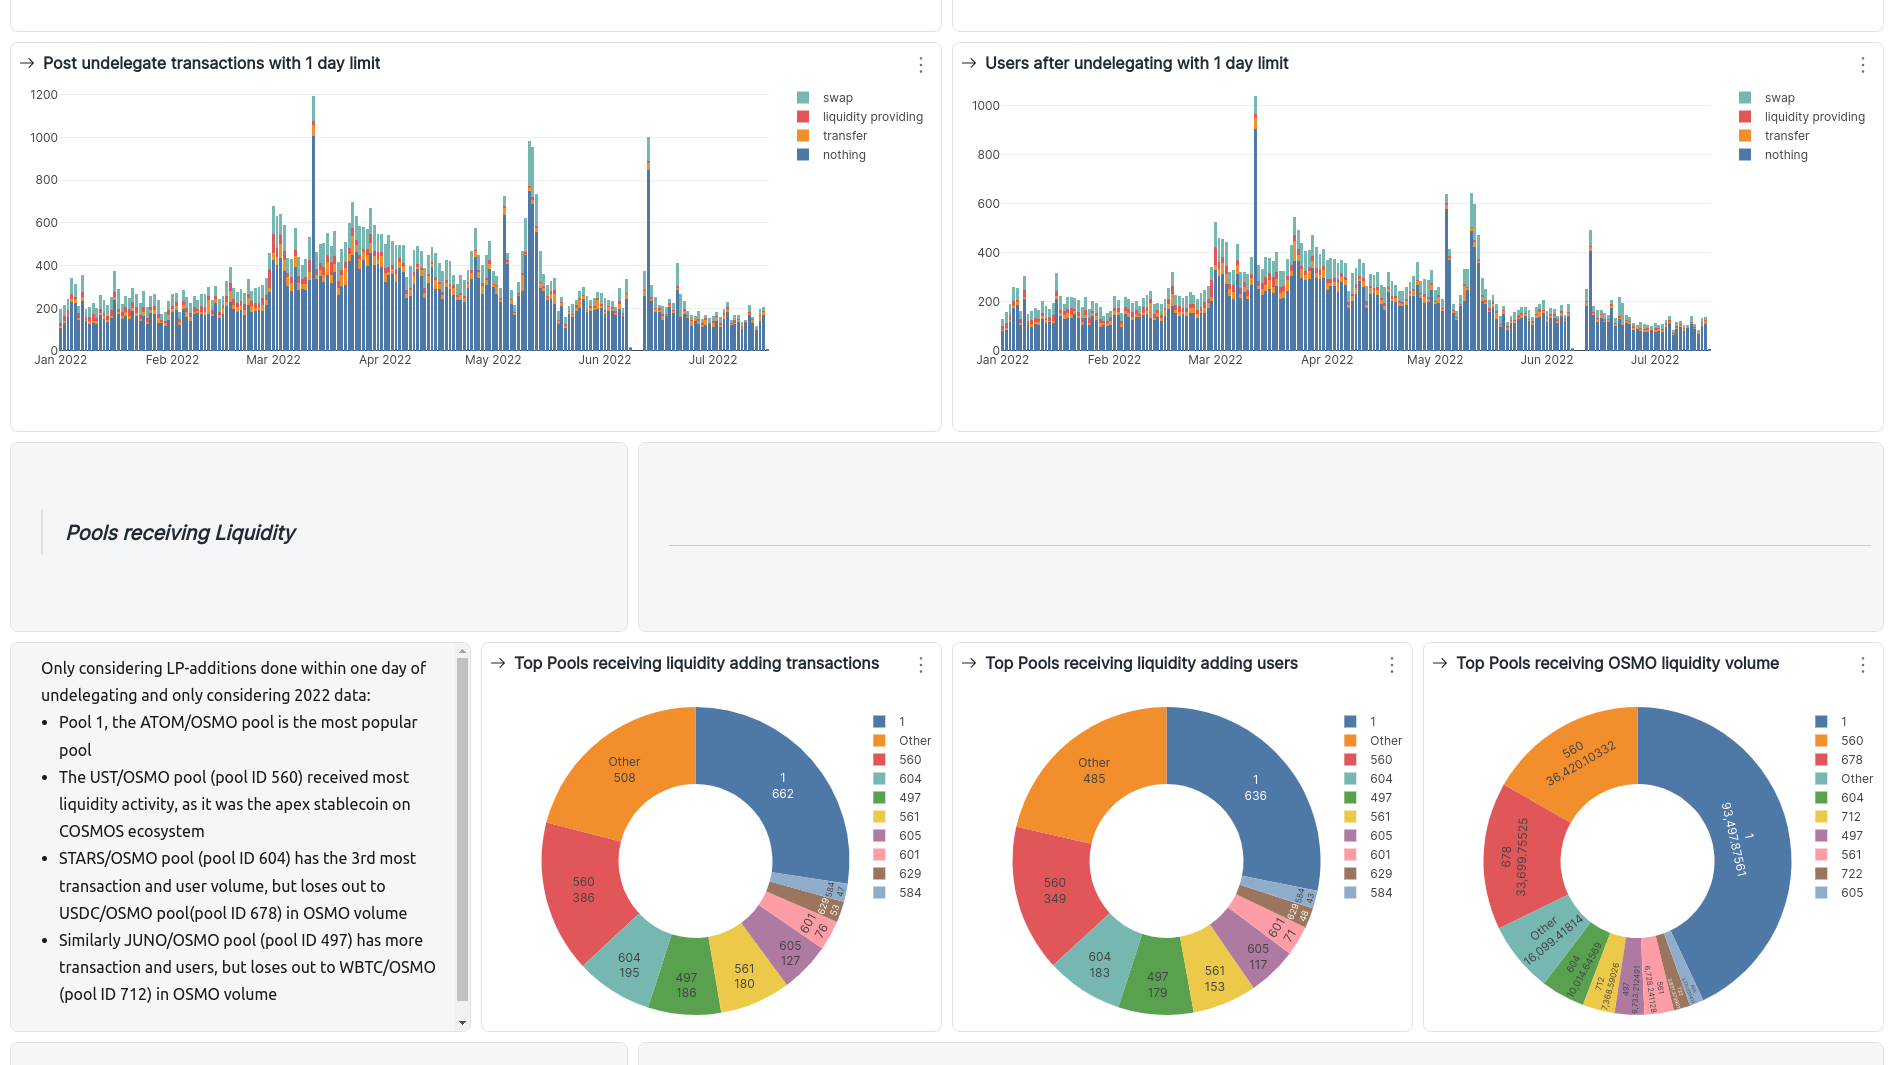 Post undelegate transactions with 1 day limit
1200
1000
800
600
400
200
0
Jan 2022 Feb 2022 Mar 2022 Apr 2022 May 2022 Jun 2022 Jul 2022
swap
liquidity providing
transfer
nothing
Users after undelegating with 1 day limit
1000
800
600
400
200
0
Jan 2022 Feb 2022 Mar 2022 Apr 2022 May 2022 Jun 2022 Jul 2022
swap
liquidity providing
transfer
nothing
Pools receiving Liquidity
Only considering LP-additions done within one day of
undelegating and only considering 2022 data:
• Pool 1, the ATOM/OSMO pool is the most popular
pool
• The UST/OSMO pool (pool ID 560) received most
liquidity activity, as it was the apex stablecoin on
COSMOS ecosystem
• STARS/OSMO pool (pool ID 604) has the 3rd most
transaction and user volume, but loses out to
USDC/OSMO pool(pool ID 678) in OSMO volume
• Similarly JUNO/OSMO pool (pool ID 497) has more
transaction and users, but loses out to WBTC/OSMO
(pool ID 712) in OSMO volume
Top Pools receiving liquidity adding transactions
1
662
584
47
629
53
601
76
605
127
561
180
497
186
604
195
560
386
Other
508
1
Other
560
604
497
561
605
601
629
584
Top Pools receiving liquidity adding users
1
636
584
43
629
48
601
71
605
117
561
153
497
179
604
183
560
349
Other
485
1
Other
560
604
497
561
605
601
629
584
Top Pools receiving OSMO liquidity volume
1
93,497.87561
561
6,728.241128
497
6,733.212491
712
7,368.59026
604
10,014.64569
Other
16,099.41814
678
33,699.75525
560
36,420.10332
1
560
678
Other
604
712
497
561
722
605